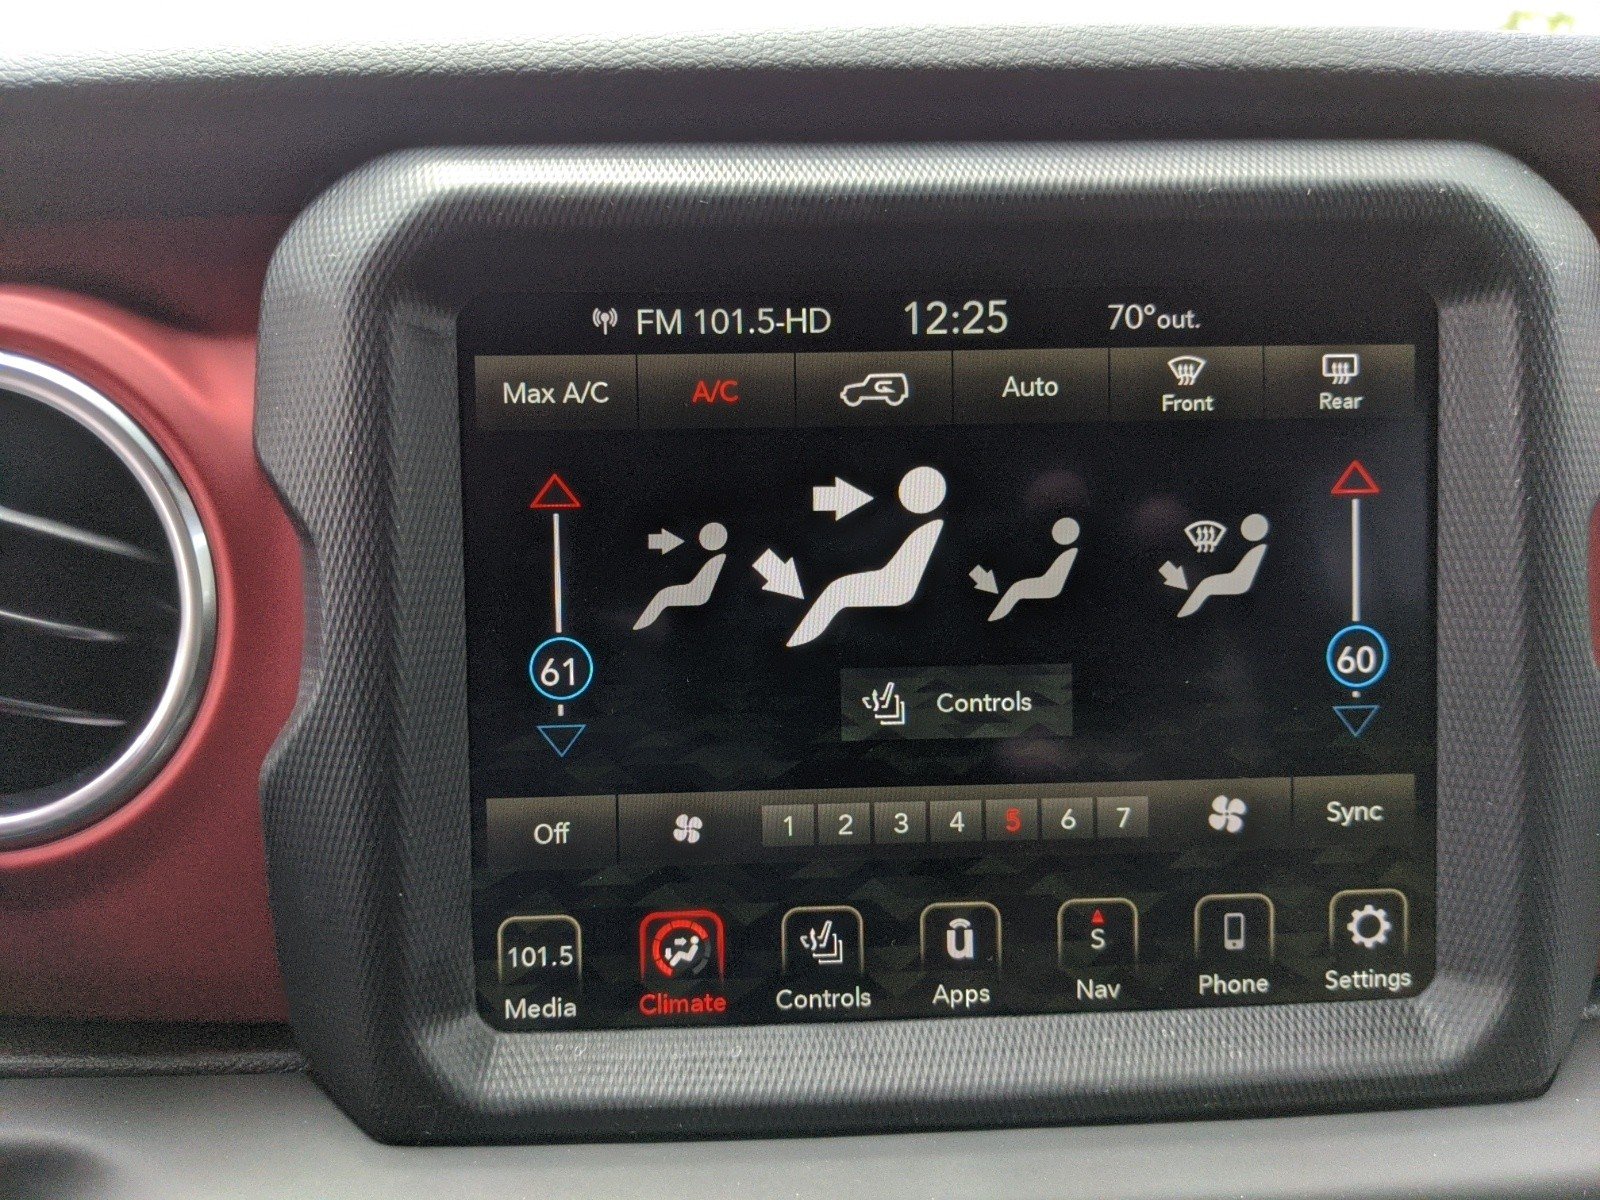 FM 101.5-HD 12:25 70°out.
Max A/C A/C Auto Front Rear
61 60
Controls
Off 1 2 3 4 5 6 7 Sync
101.5 ū S
Media Climate Controls Apps Nav Phone Settings